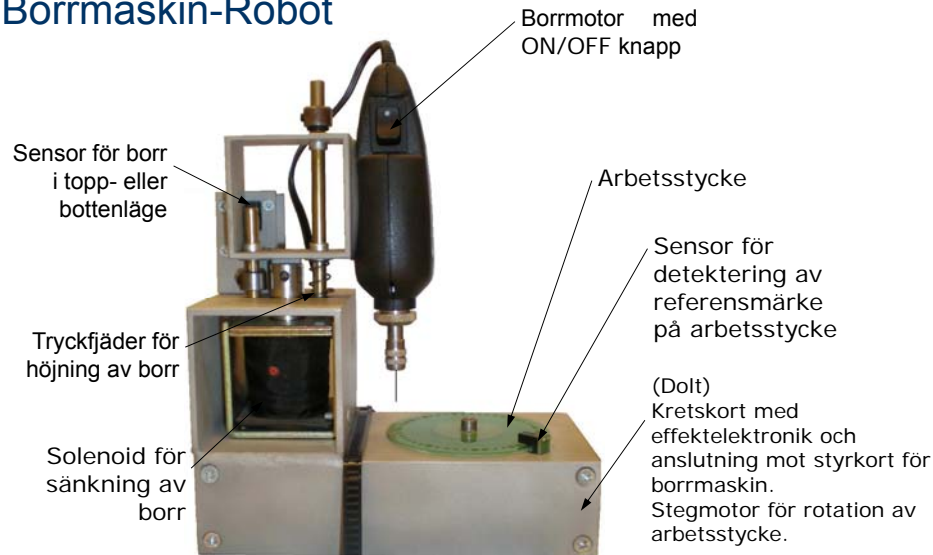 Borrmaskin-Robot
Borrmotor med
ON/OFF knapp
Sensor för borr
i topp- eller
bottenläge
Arbetsstycke
Sensor för
detektering av
referensmärke
på arbetsstycke
Tryckfjäder för
höjning av borr
(Dolt)
Kretskort med
effektelektronik och
anslutning mot styrkort för
borrmaskin.
Stegmotor för rotation av
arbetsstycke.
Solenoid för
sänkning av
borr